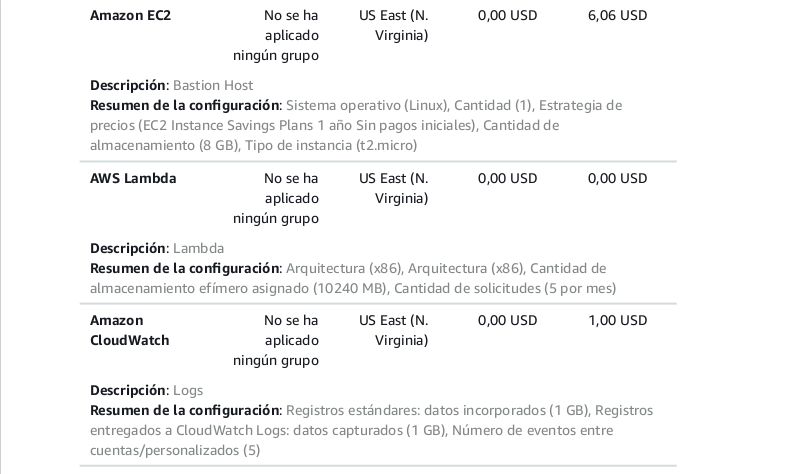 Amazon EC2 No se ha aplicado ningún grupo US East (N. Virginia) 0,00 USD 6,06 USD
Descripción: Bastion Host
Resumen de la configuración: Sistema operativo (Linux), Cantidad (1), Estrategia de
precios (EC2 Instance Savings Plans 1 año Sin pagos iniciales), Cantidad de
almacenamiento (8 GB), Tipo de instancia (t2.micro)
AWS Lambda No se ha aplicado ningún grupo US East (N. Virginia) 0,00 USD 0,00 USD
Descripción: Lambda
Resumen de la configuración: Arquitectura (x86), Arquitectura (x86), Cantidad de
almacenamiento efímero asignado (10240 MB), Cantidad de solicitudes (5 por mes)
Amazon CloudWatch No se ha aplicado ningún grupo US East (N. Virginia) 0,00 USD 1,00 USD
Descripción: Logs
Resumen de la configuración: Registros estándares: datos incorporados (1 GB), Registros
entregados a CloudWatch Logs: datos capturados (1 GB), Número de eventos entre
cuentas/personalizados (5)